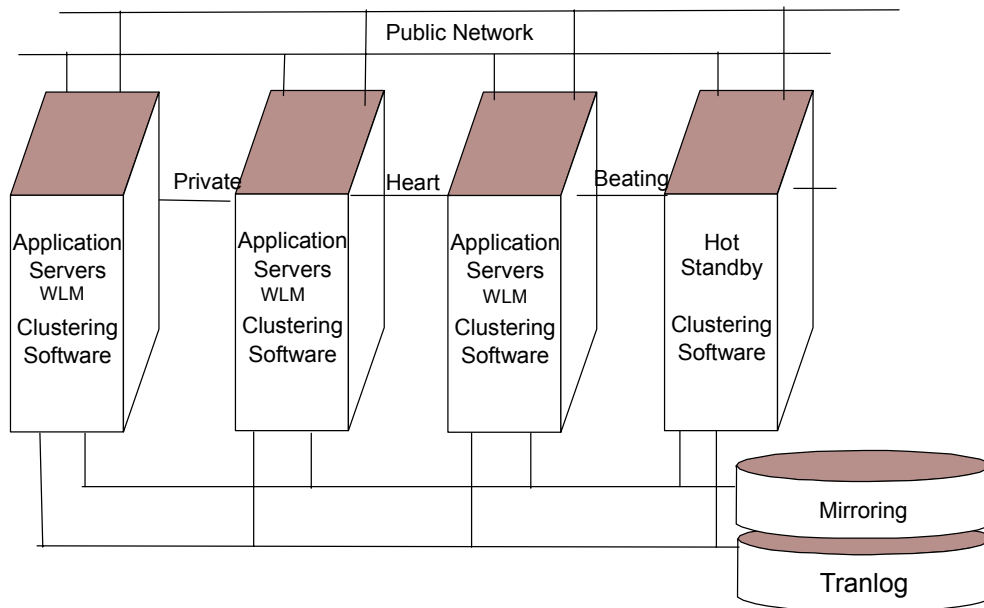 Public Network
Private
Heart
Beating
Application
Servers
WLM
Clustering
Software
Application
Servers
WLM
Clustering
Software
Application
Servers
WLM
Clustering
Software
Hot
Standby
Clustering
Software
Mirroring
Tranlog